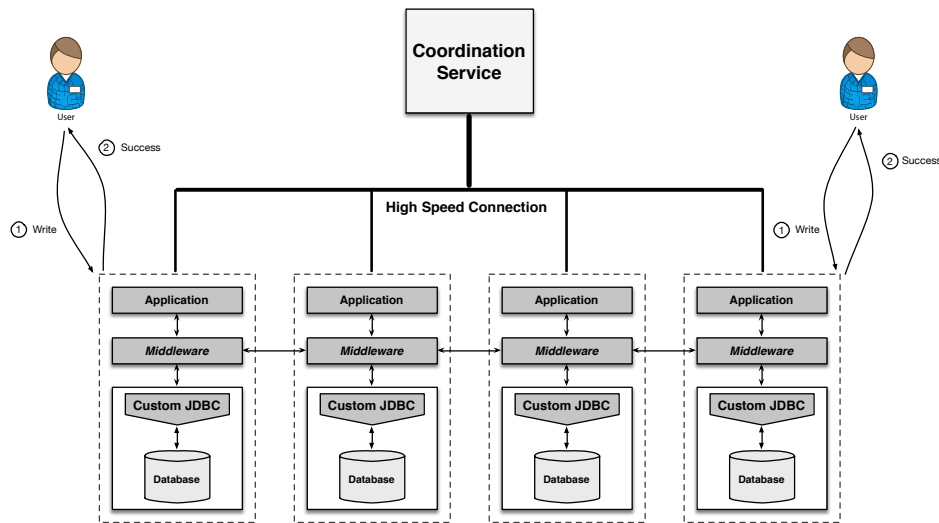 Coordination
Service
User
User
2 Success
2 Success
High Speed Connection
1 Write
1 Write
Application
Application
Application
Application
Middleware
Middleware
Middleware
Middleware
Custom JDBC
Custom JDBC
Custom JDBC
Custom JDBC
Database
Database
Database
Database